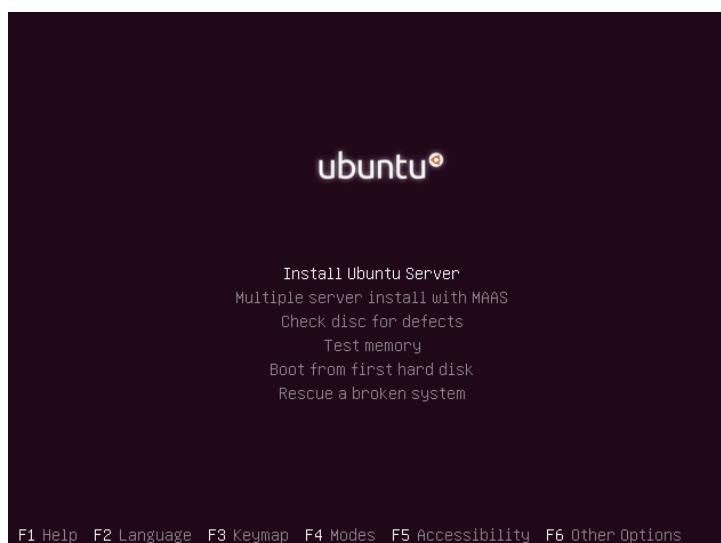 ubuntu
Install Ubuntu Server
Multiple server install with MAAS
Check disc for defects
Test memory
Boot from first hard disk
Rescue a broken system
F1 Help F2 Language F3 Keymap F4 Modes F5 Accessibility F6 Other Options